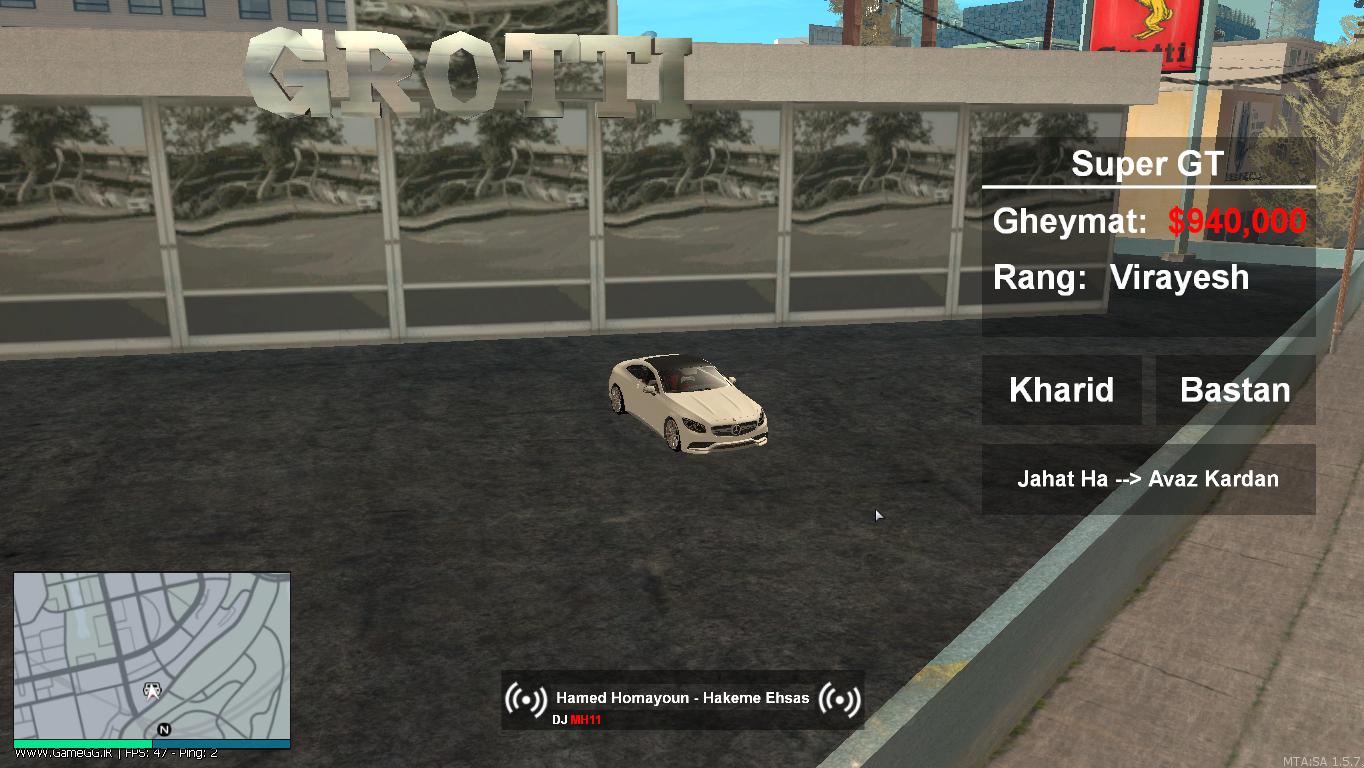 GROTTI
Grotti
Super GT
Gheymat: $940,000
Rang: Virayesh
Kharid
Bastan
Jahat Ha --> Avaz Kardan
N
Hamed Homayoun - Hakeme Ehsas
DJ MH11
WwW.GameGG.IR | FPS: 47 - Ping: 2
MTA:SA 1.5.7